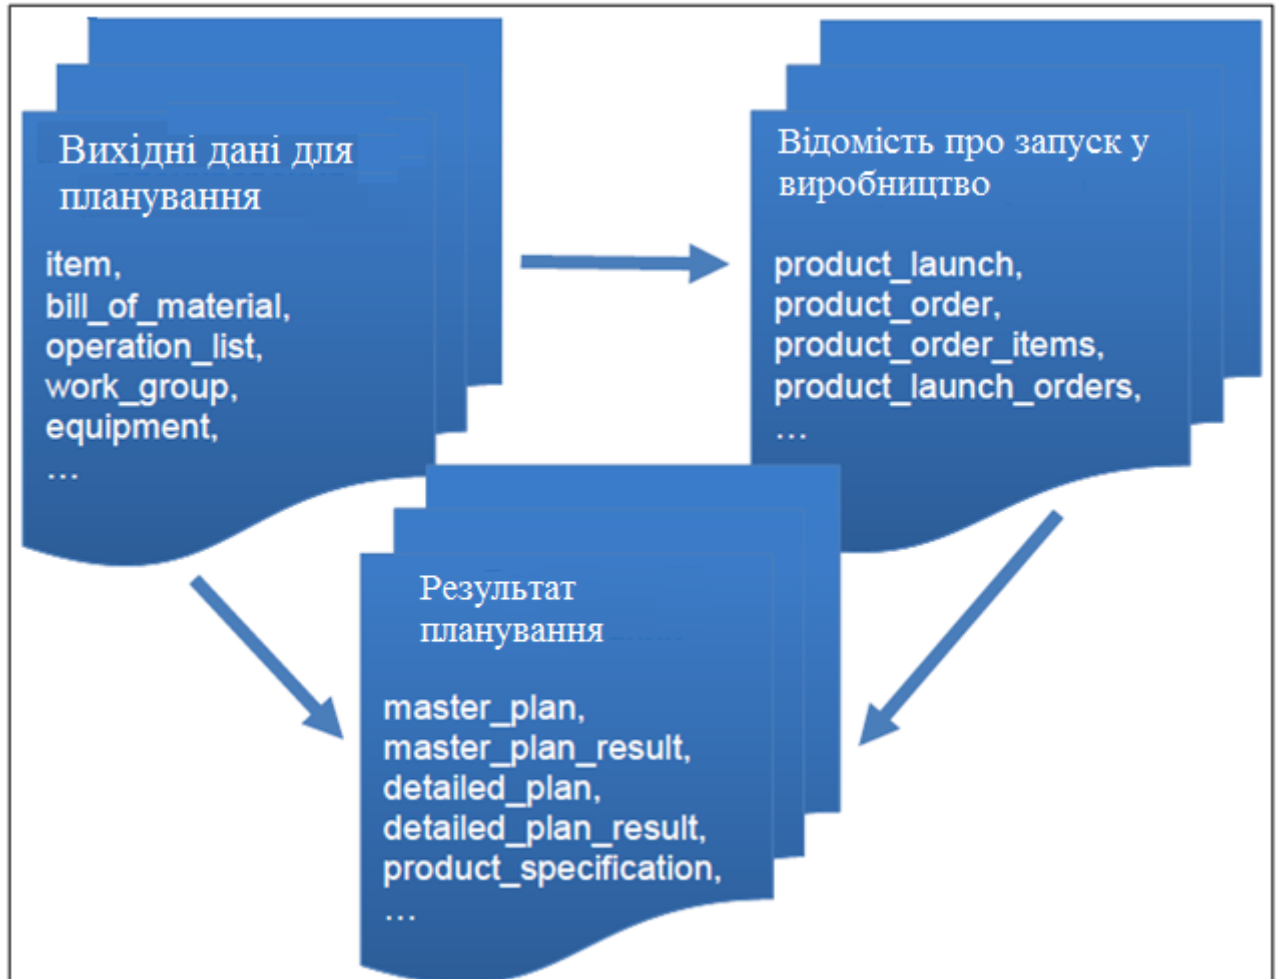 Вихідні дані для
планування
item,
bill_of_material,
operation_list,
work_group,
equipment,
...
Відомість про запуск у
виробництво
product_launch,
product_order,
product_order_items,
product_launch_orders,
...
Результат
планування
master_plan,
master_plan_result,
detailed_plan,
detailed_plan_result,
product_specification,
...